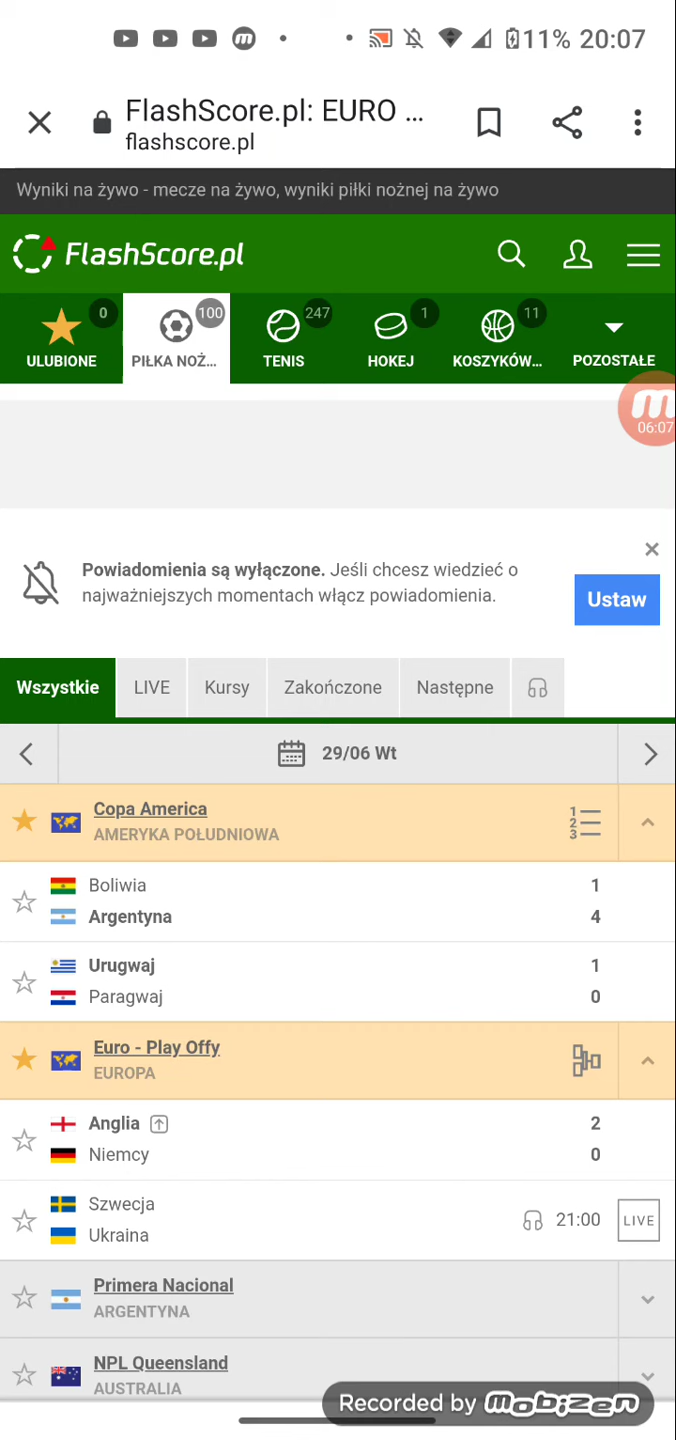 11% 20:07
FlashScore.pl: EURO ...
flashscore.pl
Wyniki na żywo - mecze na żywo, wyniki piłki nożnej na żywo
FlashScore.pl
0 100 247 1 11
ULUBIONE PIŁKA NOŻ... TENIS HOKEJ KOSZYKÓW... POZOSTAŁE
06:07
Powiadomienia są wyłączone. Jeśli chcesz wiedzieć o
najważniejszych momentach włącz powiadomienia.
Ustaw
Wszystkie LIVE Kursy Zakończone Następne
29/06 Wt
Copa America
AMERYKA POŁUDNIOWA
Boliwia 1
Argentyna 4
Urugwaj 1
Paragwaj 0
Euro - Play Offy
EUROPA
Anglia 2
Niemcy 0
Szwecja
21:00 LIVE
Ukraina
Primera Nacional
ARGENTYNA
NPL Queensland
AUSTRALIA
Recorded by mobizen